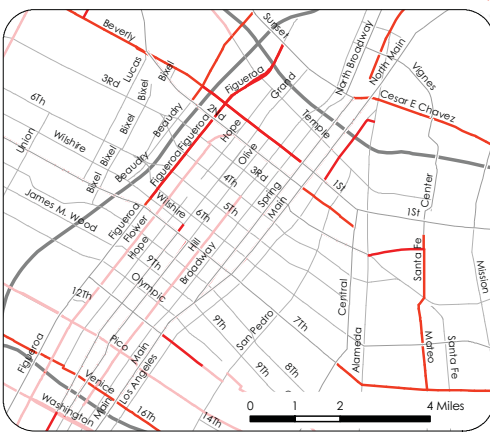 Beverly
Sunset
North Broadway
North Main
Lucas
Bixel
Bixel
3Rd
Figueroa
Grand
Vignes
6Th
Cesar E Chavez
Beaudry
2Nd
Bixel
Hope
Temple
Union
Wilshire
Figueroa
Bixel
Beaudry
Olive
Bixel
Figueroa
4Th
3Rd
1St
Spring
Center
James M. Wood
Wilshire
Main
Figueroa
6Th
5Th
1St
Flower
Hope
Hill
Santa Fe
9Th
Broadway
Mission
Olympic
12Th
Central
9Th
San Pedro
7Th
Figueroa
Pico
Main
Alameda
Mateo
Santa Fe
Los Angeles
9Th
8Th
Venice
Washington
Main
16Th
14Th
0 1 2 4 Miles